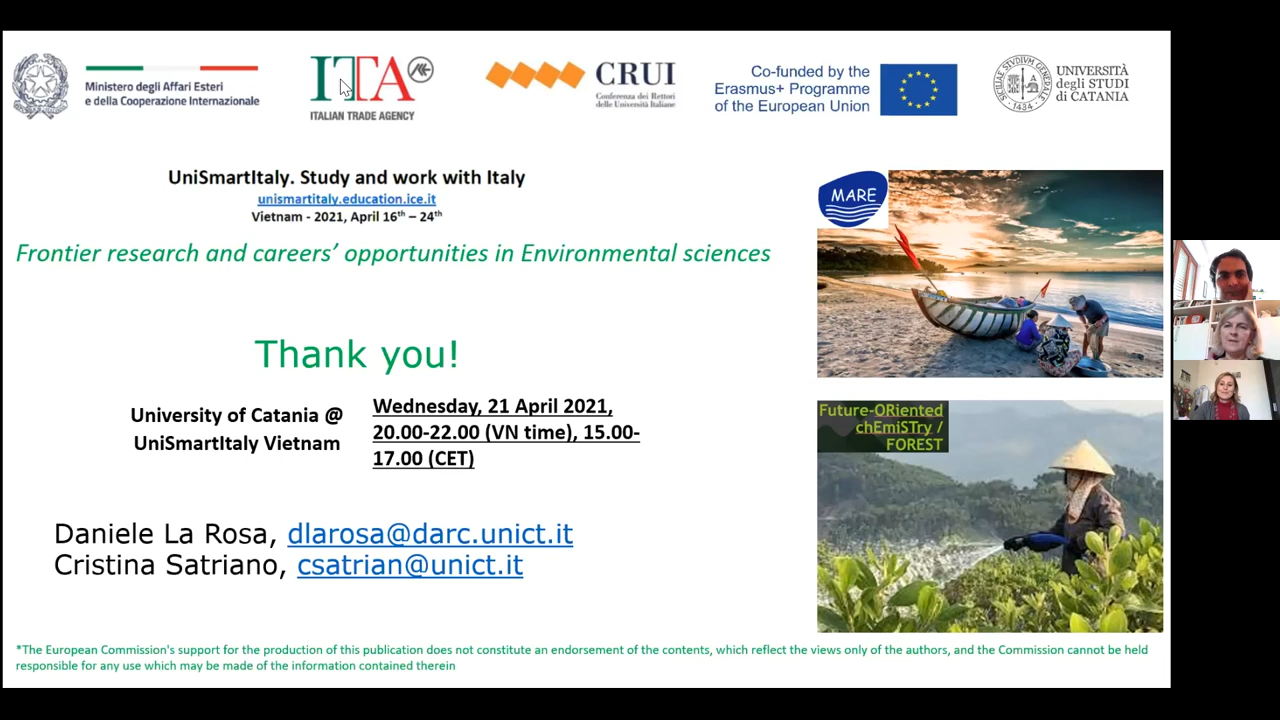 Ministero degli Affari Esteri
e della Cooperazione Internazionale
ITA
ITALIAN TRADE AGENCY
CRUI
Conferenza dei Rettori
delle Università Italiane
Co-funded by the
Erasmus+ Programme
of the European Union
SICILIAE STUDIUM GENERALE
1434
UNIVERSITÀ
degli STUDI
di CATANIA
UniSmartItaly. Study and work with Italy
unismartitaly.education.ice.it
Vietnam - 2021, April 16th – 24th
Frontier research and careers’ opportunities in Environmental sciences
MARE
Thank you!
University of Catania @
UniSmartItaly Vietnam
Wednesday, 21 April 2021,
20.00-22.00 (VN time), 15.00-
17.00 (CET)
Future-ORiented
chEmiSTry /
FOREST
Daniele La Rosa, dlarosa@darc.unict.it
Cristina Satriano, csatrian@unict.it
*The European Commission's support for the production of this publication does not constitute an endorsement of the contents, which reflect the views only of the authors, and the Commission cannot be held
responsible for any use which may be made of the information contained therein